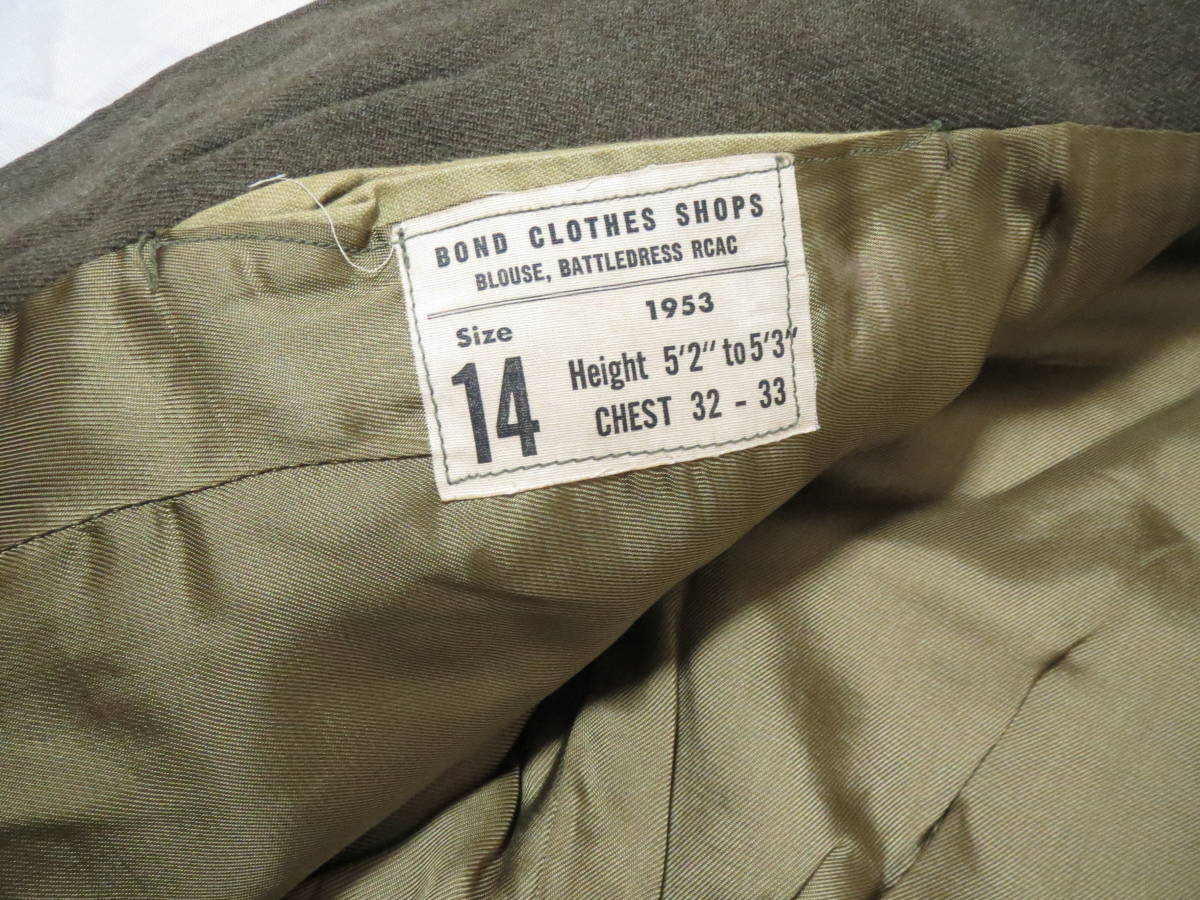 BOND CLOTHES SHOPS
BLOUSE, BATTLEDRESS RCAC
Size 1953
14 Height 5'2" to 5'3"
CHEST 32 - 33